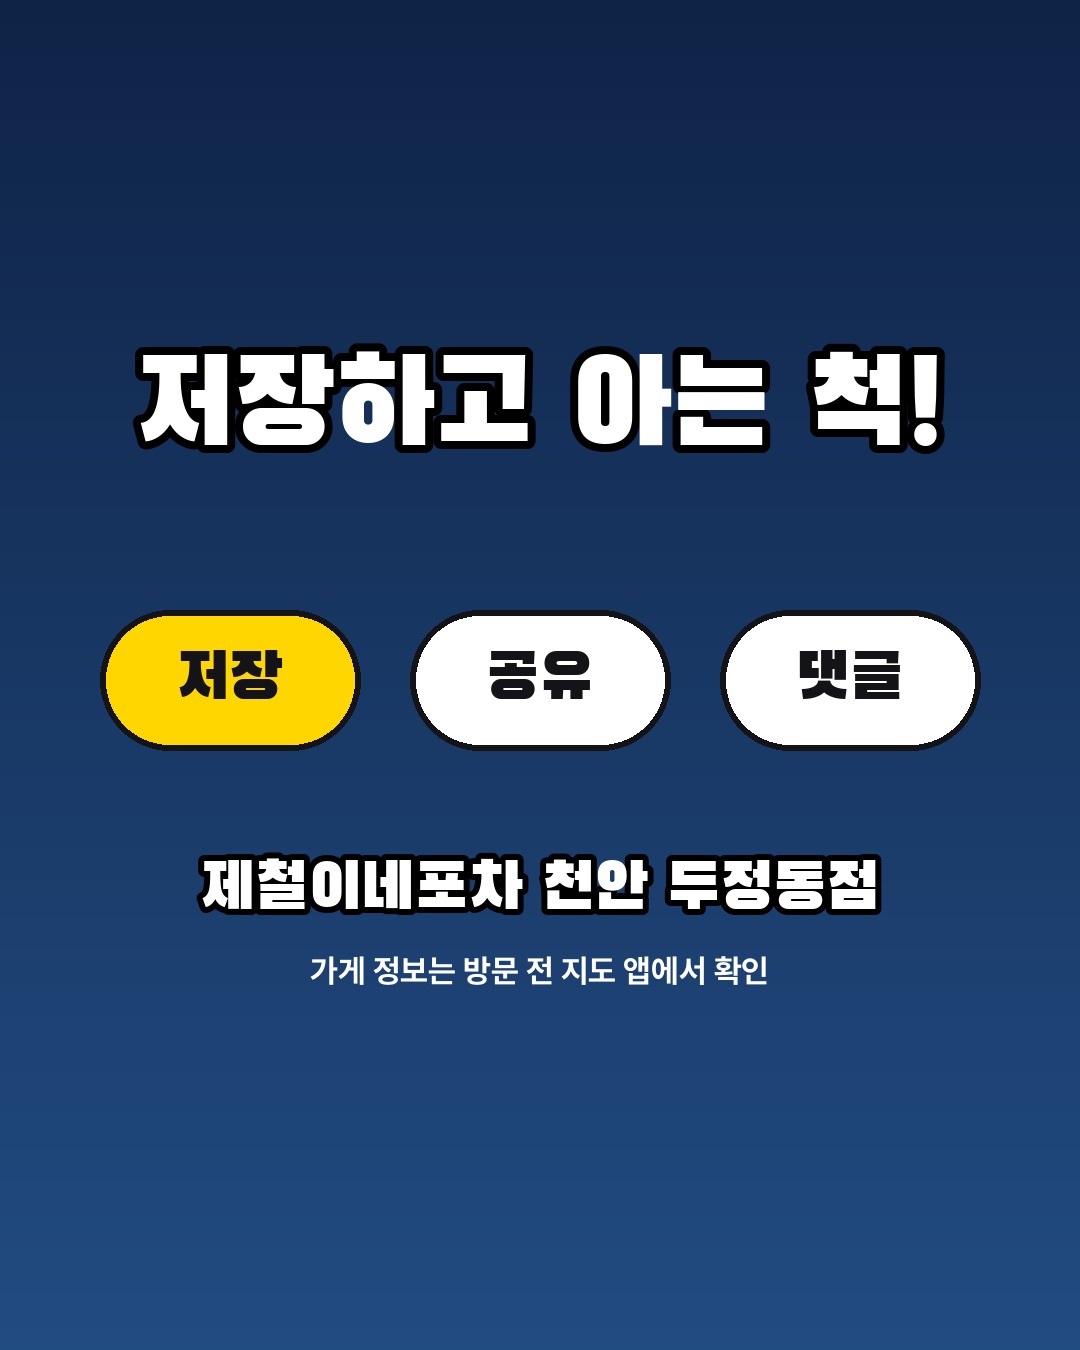 저장하고 아는 척!
저장 공유 댓글
제철이네포차 천안 두정동점
가게 정보는 방문 전 지도 앱에서 확인